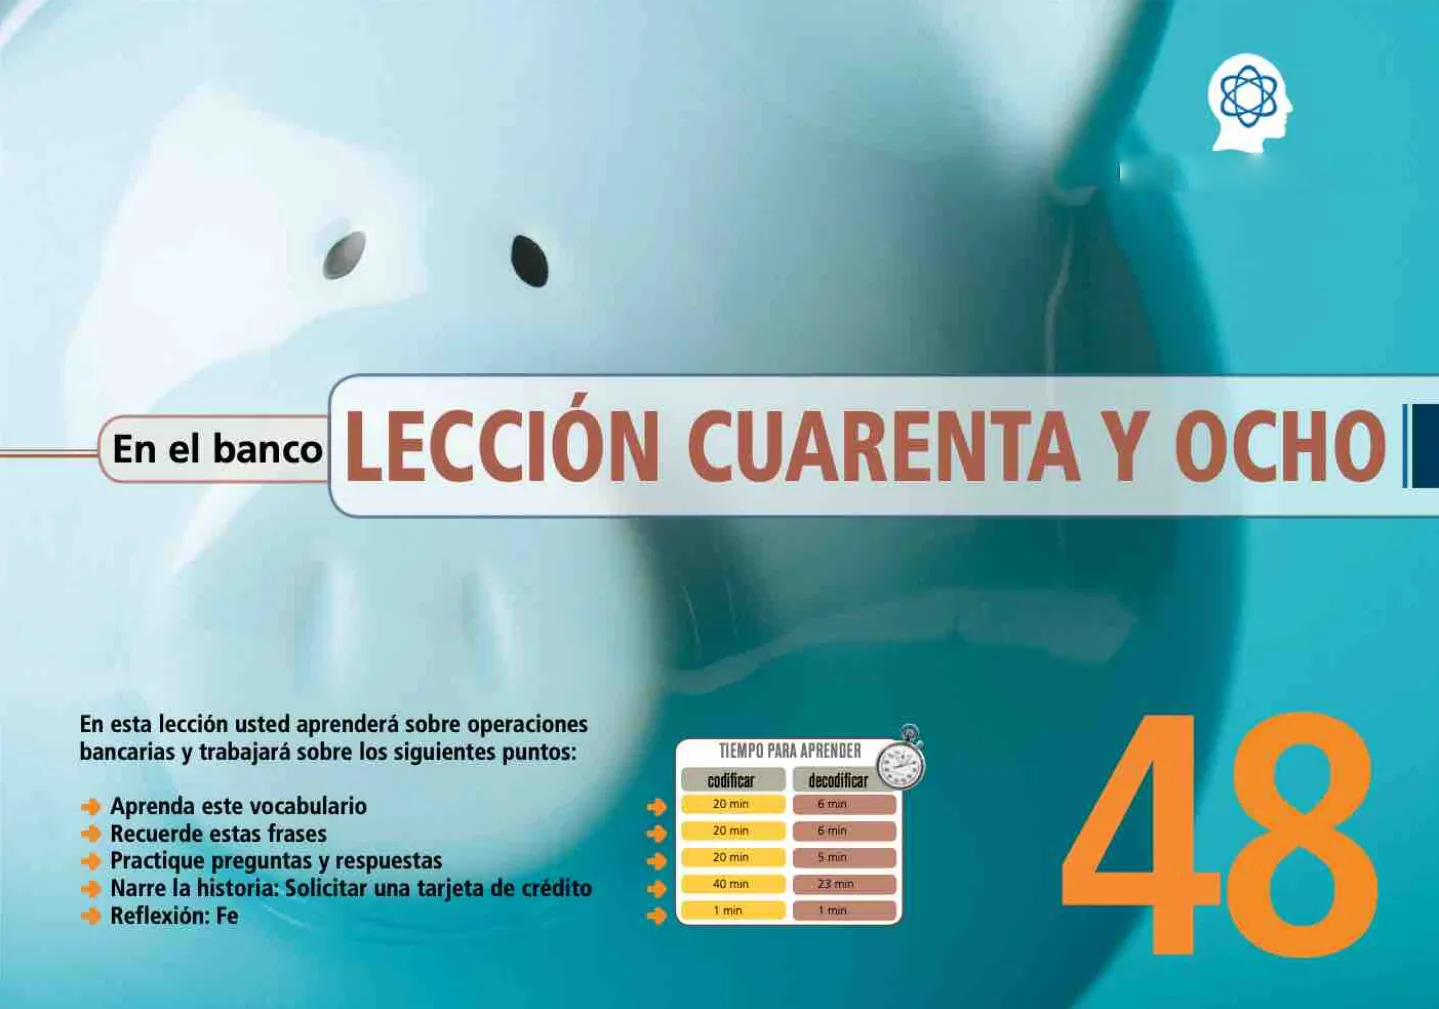 En el banco
LECCIÓN CUARENTA Y OCHO
En esta lección usted aprenderá sobre operaciones
bancarias y trabajará sobre los siguientes puntos:
Aprenda este vocabulario
Recuerde estas frases
Practique preguntas y respuestas
Narre la historia: Solicitar una tarjeta de crédito
Reflexión: Fe
TIEMPO PARA APRENDER
codificar decodificar
20 min 6 min
20 min 6 min
20 min 5 min
40 min 23 min
1 min 1 min
48